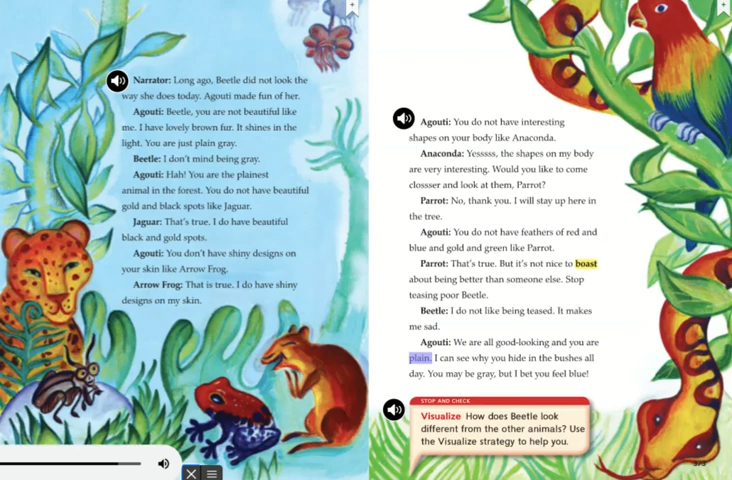 Narrator: Long ago, Beetle did not look the
way she does today. Agouti made fun of her.
Agouti: Beetle, you are not beautiful like
me. I have lovely brown fur. It shines in the
light. You are just plain gray.
Beetle: I don't mind being gray.
Agouti: Hah! You are the plainest
animal in the forest. You do not have beautiful
gold and black spots like Jaguar.
Jaguar: That's true. I do have beautiful
black and gold spots.
Agouti: You don't have shiny designs on
your skin like Arrow Frog.
Arrow Frog: That is true. I do have shiny
designs on my skin.
Agouti: You do not have interesting
shapes on your body like Anaconda.
Anaconda: Yesssss, the shapes on my body
are very interesting. Would you like to come
clossser and look at them, Parrot?
Parrot: No, thank you. I will stay up here in
the tree.
Agouti: You do not have feathers of red and
blue and gold and green like Parrot.
Parrot: That's true. But it's not nice to boast
about being better than someone else. Stop
teasing poor Beetle.
Beetle: I do not like being teased. It makes
me sad.
Agouti: We are all good-looking and you are
plain. I can see why you hide in the bushes all
day. You may be gray, but I bet you feel blue!
STOP AND CHECK
Visualize How does Beetle look
different from the other animals? Use
the Visualize strategy to help you.